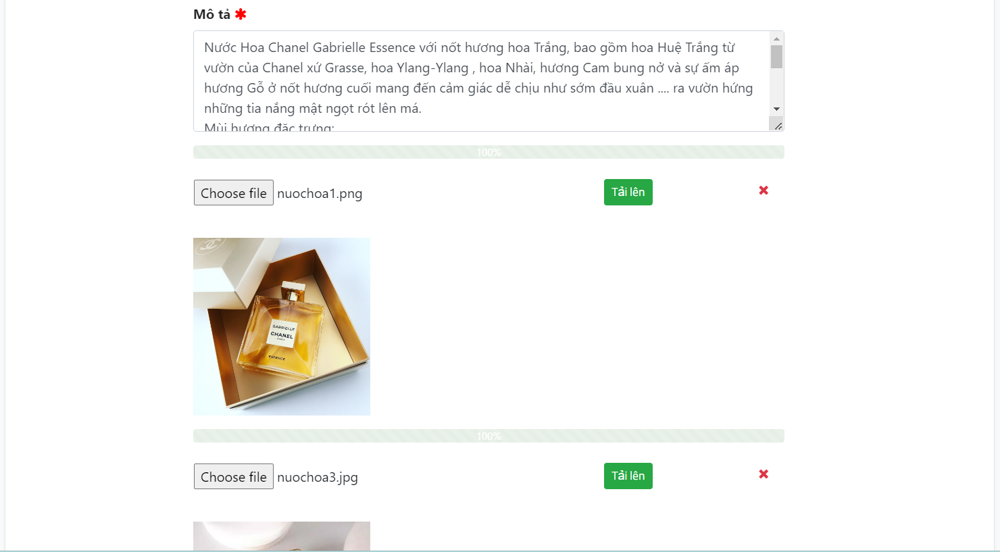 Mô tả
Nước Hoa Chanel Gabrielle Essence với nốt hương hoa Trắng, bao gồm hoa Huệ Trắng từ
vườn của Chanel xứ Grasse, hoa Ylang-Ylang , hoa Nhài, hương Cam bung nở và sự ấm áp
hương Gỗ ở nốt hương cuối mang đến cảm giác dễ chịu như sớm đầu xuân .... ra vườn hứng
những tia nắng mật ngọt rót lên má.
Mùi hương đặc trưng:
100%
Choose file nuochoa1.png
Tải lên
GABRIELLE
CHANEL
PARIS
ESSENCE
100%
Choose file nuochoa3.jpg
Tải lên